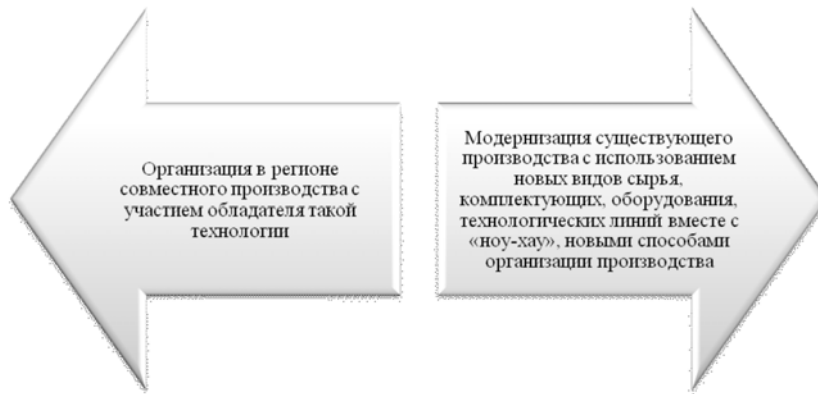 Организация в регионе
совместного производства с
участием обладателя такой
технологии
Модернизация существующего
производства с использованием
новых видов сырья,
комплектующих, оборудования,
технологических линий вместе с
«ноу-хау», новыми способами
организации производства